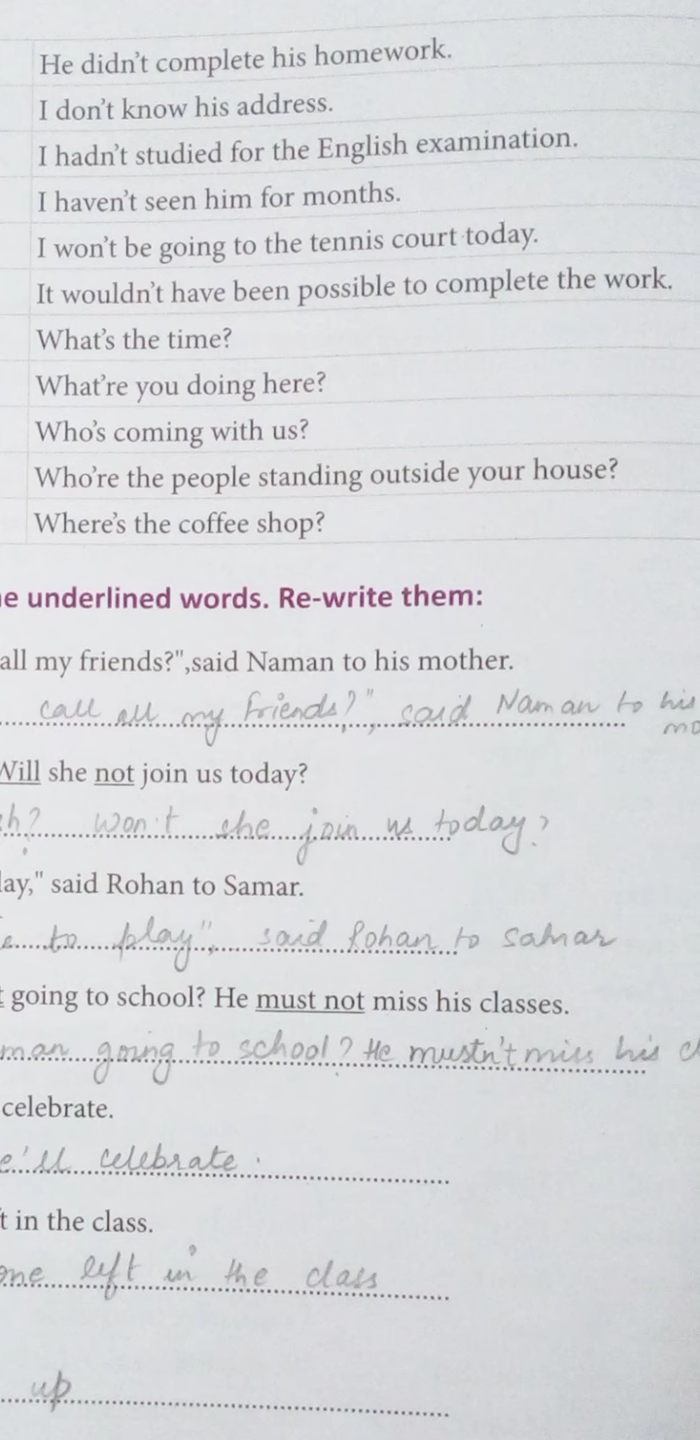 He didn't complete his homework.
I don't know his address.
I hadn't studied for the English examination.
I haven't seen him for months.
I won't be going to the tennis court today.
It wouldn't have been possible to complete the work.
What's the time?
What're you doing here?
Who's coming with us?
Who're the people standing outside your house?
Where's the coffee shop?
e underlined words. Re-write them:
all my friends?",said Naman to his mother.
call all my friends?", said Naman to his
mo
Will she not join us today?
ch? won't she join us today?
lay," said Rohan to Samar.
e to play", said Rohan to Samar
t going to school? He must not miss his classes.
man going to school? He mustn't miss his cl
celebrate.
e'll celebrate.
t in the class.
one left in the class
up